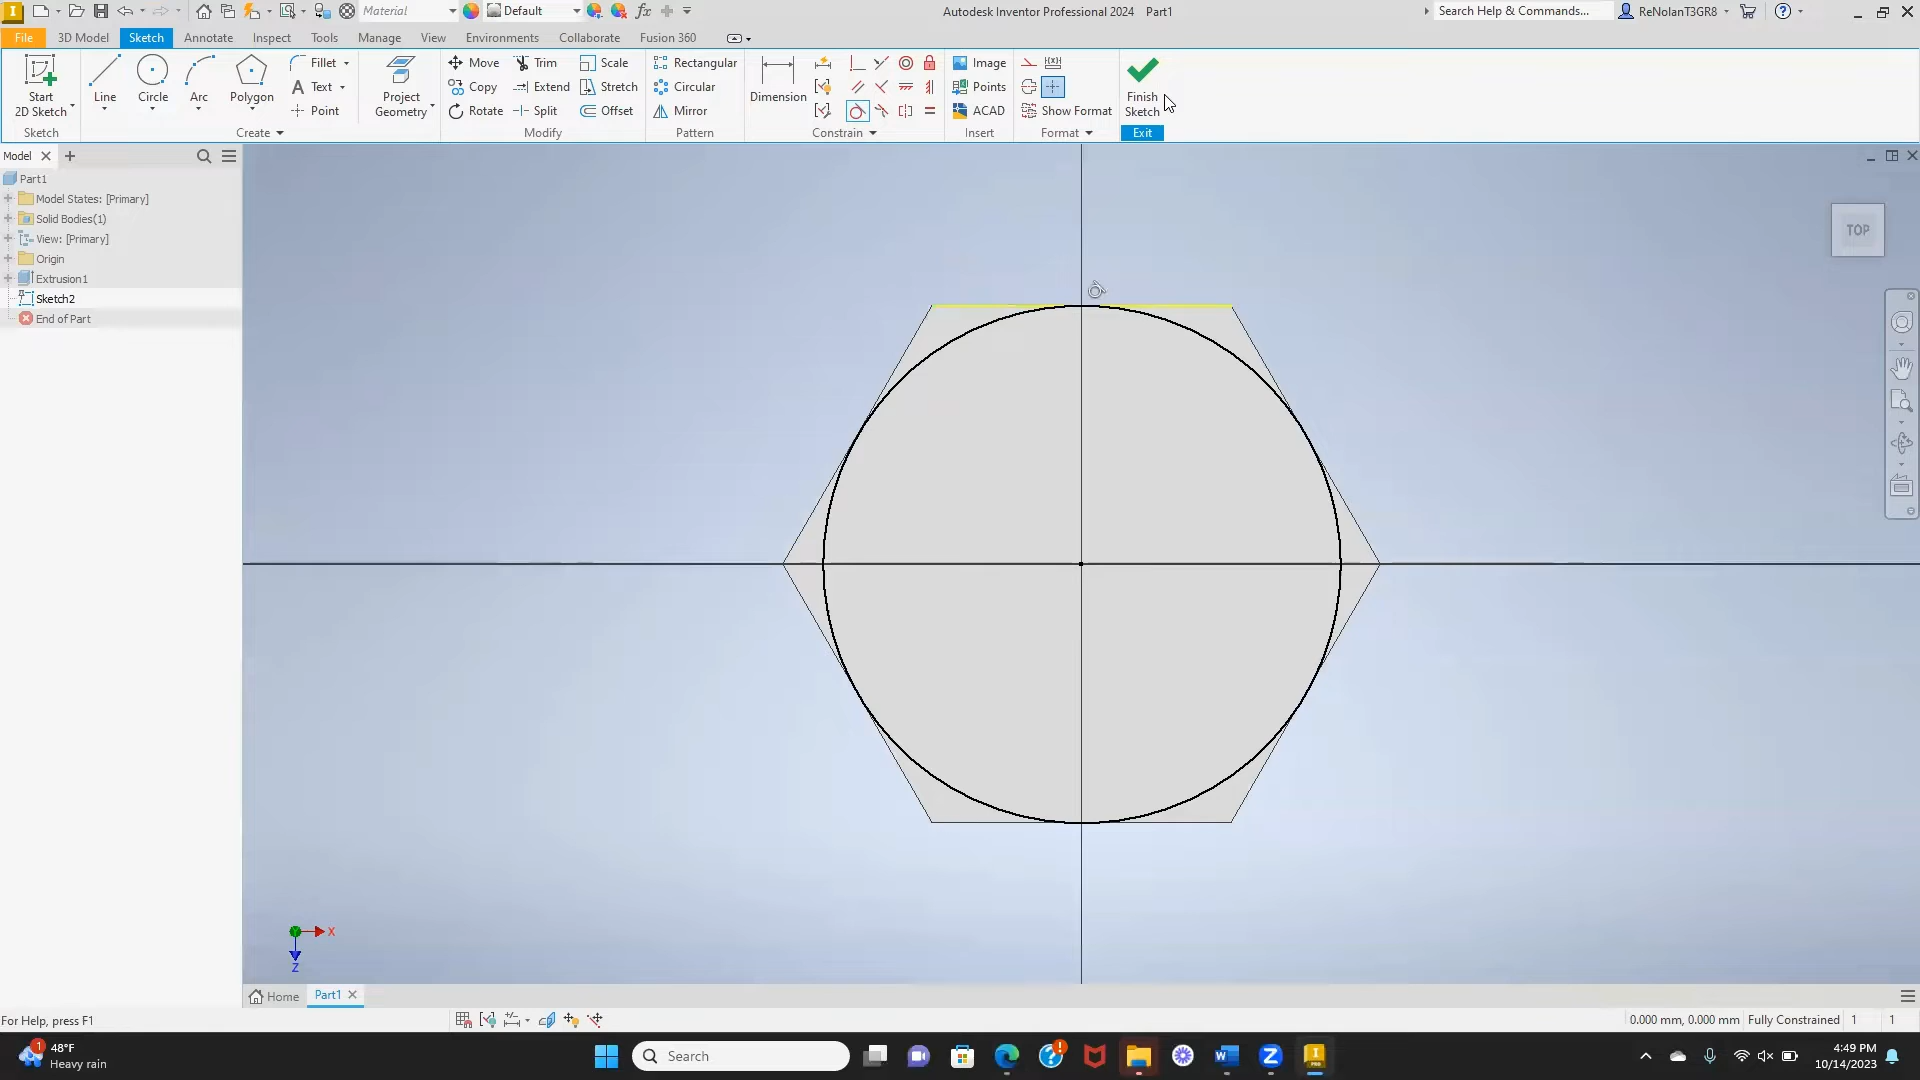 Material
Default
Autodesk Inventor Professional 2024 Part1
Search Help & Commands...
ReNolanT3GR8
File
3D Model
Sketch
Annotate
Inspect
Tools
Manage
View
Environments
Collaborate
Fusion 360
Start
2D Sketch
Line
Circle
Arc
Polygon
Fillet
Text
Point
Project
Geometry
Move
Copy
Rotate
Trim
Extend
Split
Scale
Stretch
Offset
Rectangular
Circular
Mirror
Dimension
Image
Points
ACAD
Show Format
Finish
Sketch
Sketch
Create
Modify
Pattern
Constrain
Insert
Format
Exit
Model
Part1
Model States: [Primary]
Solid Bodies(1)
View: [Primary]
Origin
Extrusion1
Sketch2
End of Part
TOP
X
Z
Home
Part1
For Help, press F1
0.000 mm, 0.000 mm Fully Constrained 1 1
1
48°F
Heavy rain
Search
4:49 PM
10/14/2023